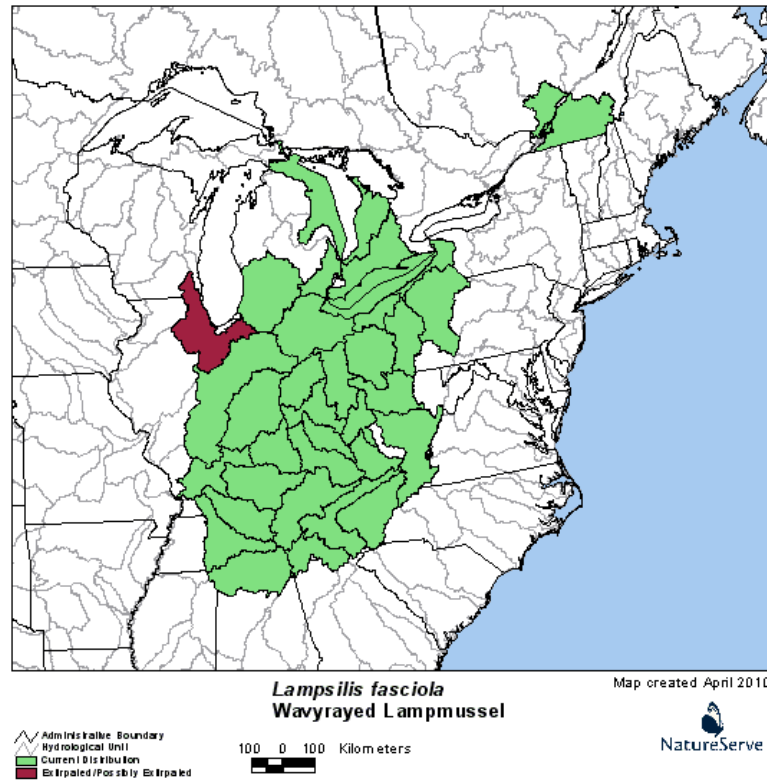 Lampsilis fasciola
Wavyrayed Lampmussel
Map created April 2010
Administrative Boundary
Hydrological Unit
Current Distribution
Extirpated/Possibly Extirpated
100 0 100 Kilometers
NatureServe